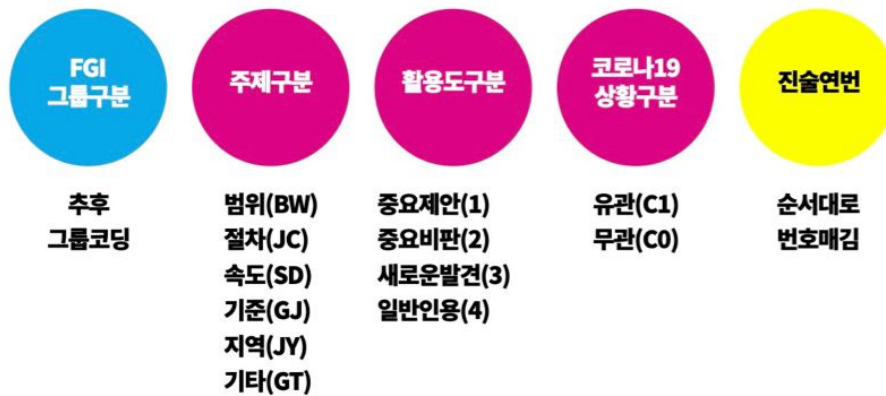 FGI
그룹구분
주제구분
활용도구분
코로나19
상황구분
진술연번
추후
그룹코딩
범위(BW)
절차(JC)
속도(SD)
기준(GJ)
지역(JY)
기타(GT)
중요제안(1)
중요비판(2)
새로운발견(3)
일반인용(4)
유관(C1)
무관(C0)
순서대로
번호매김